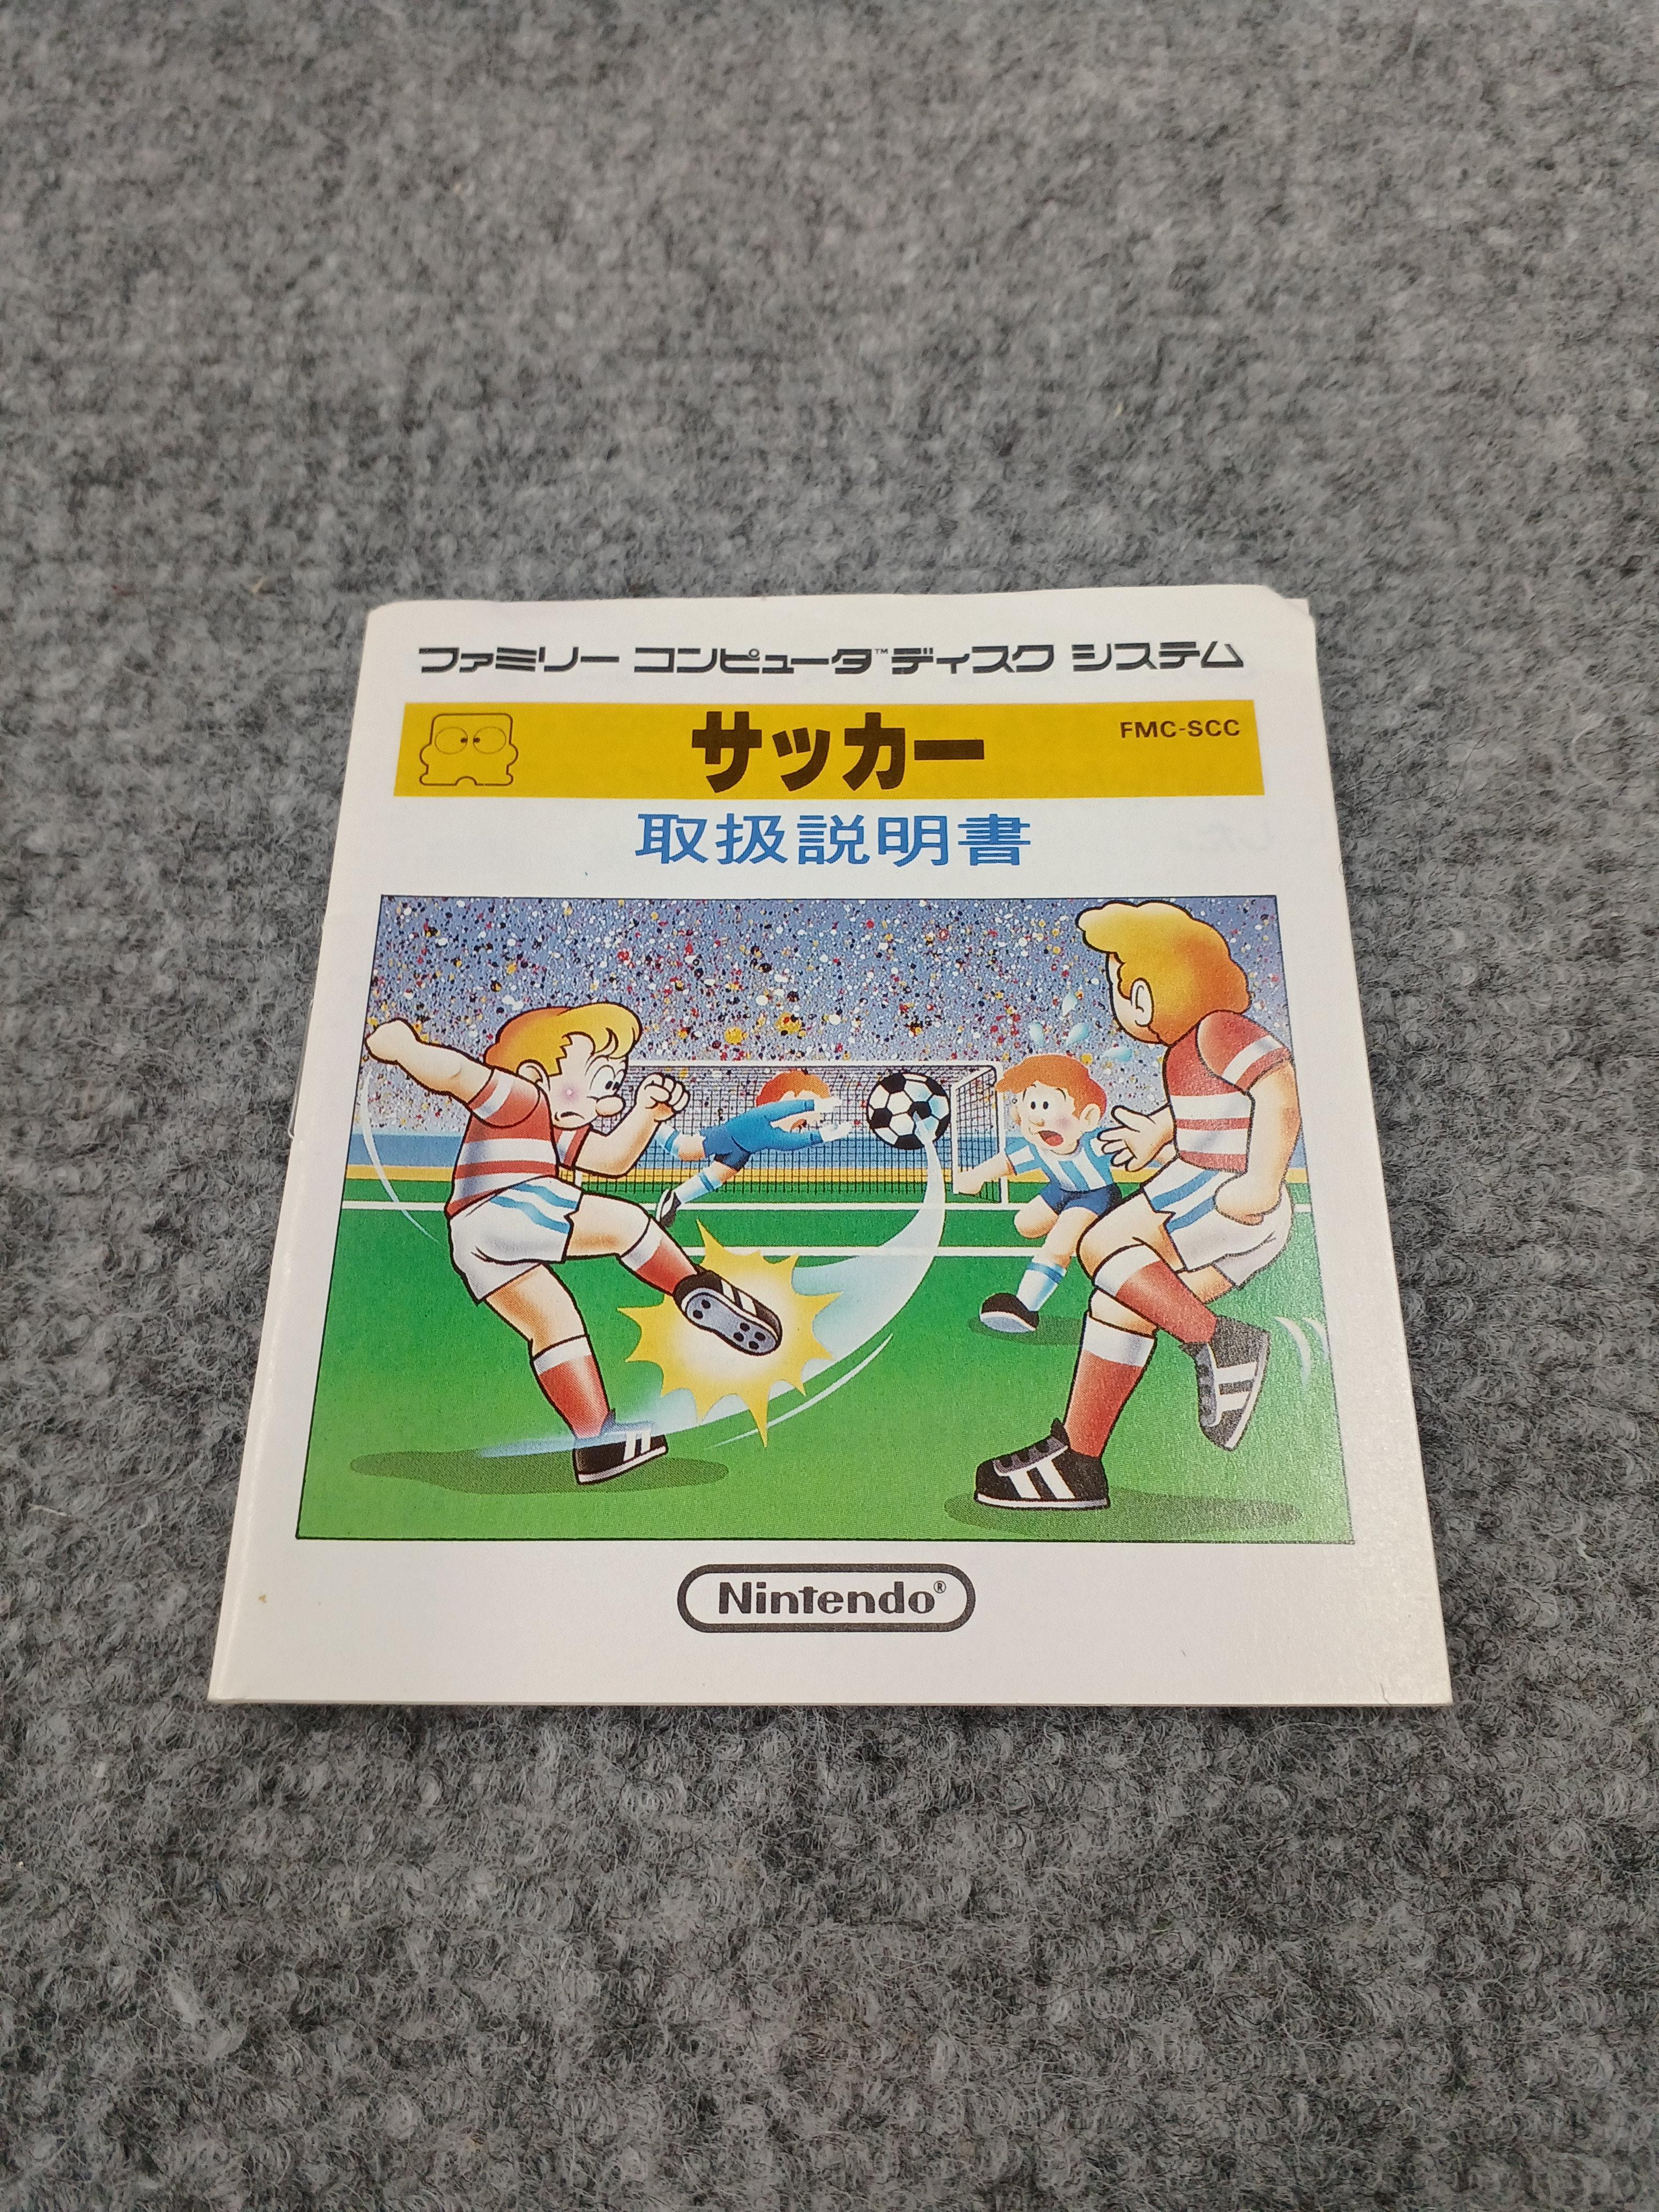 ファミリー コンピュータ™ ディスク システム
サッカー
FMC-SCC
取扱説明書
Nintendo®